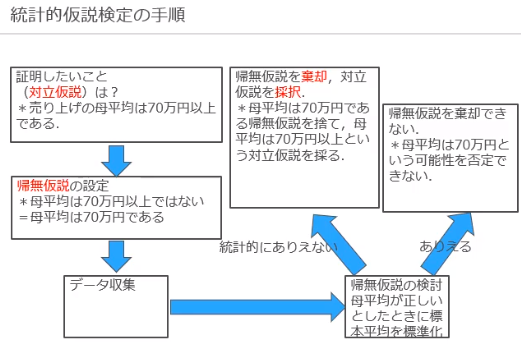 統計的仮説検定の手順
証明したいこと
（対立仮説）は？
＊売り上げの母平均は70万円以上
である.
帰無仮説の設定
＊母平均は70万円以上ではない
＝母平均は70万円である
データ収集
帰無仮説を棄却，対立
仮説を採択.
＊母平均は70万円であ
る帰無仮説を捨て，母
平均は70万円以上とい
う対立仮説を採る.
帰無仮説を棄却でき
ない.
＊母平均は70万円と
いう可能性を否定で
きない.
統計的にありえない
ありえる
帰無仮説の検討
母平均が正しい
としたときに標
本平均を標準化